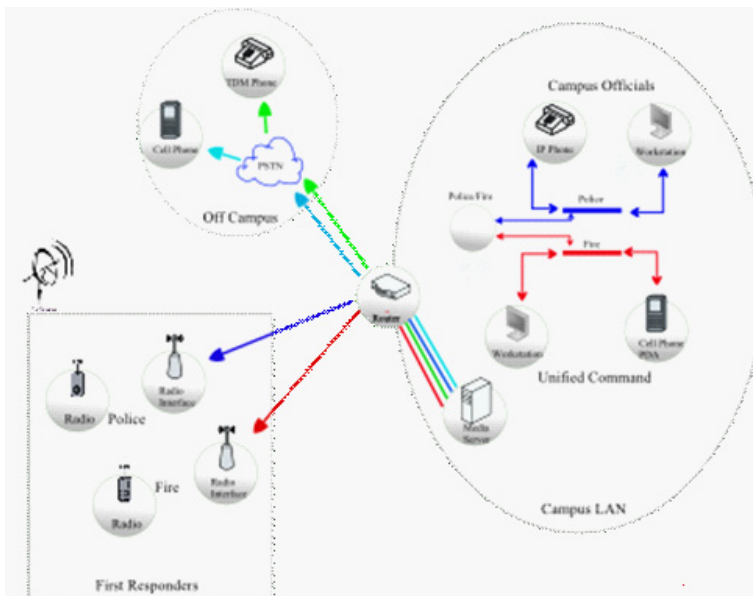 TDM Phone
Cell Phone
PSTN
Off Campus
Campus Officials
IP Phone
Workstation
Police/Fire
Police
Fire
Workstation
Cell Phone
PDA
Unified Command
Router
Media
Server
Campus LAN
Radio
Interface
Radio
Police
Radio
Interface
Fire
Radio
First Responders